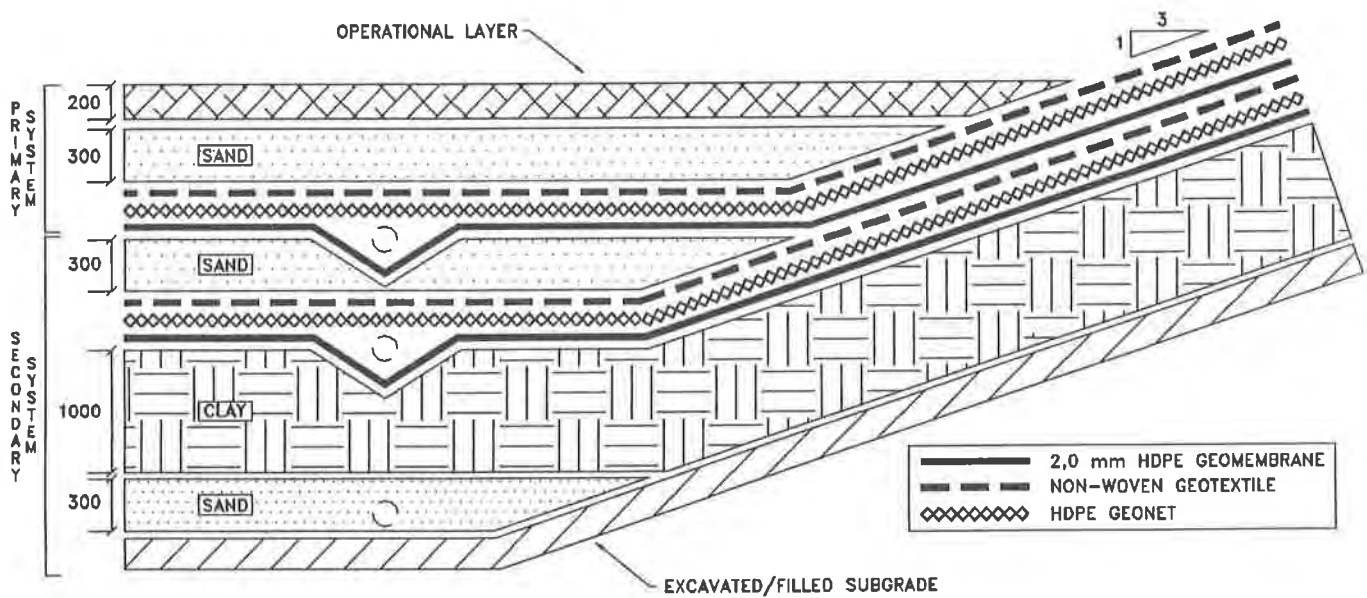 OPERATIONAL LAYER
3
1
PRIMARY
SYSTEM
200
300
SAND
300
SAND
SECONDARY
SYSTEM
1000
CLAY
300
SAND
2,0 mm HDPE GEOMEMBRANE
NON-WOVEN GEOTEXTILE
HDPE GEONET
EXCAVATED/FILLED SUBGRADE